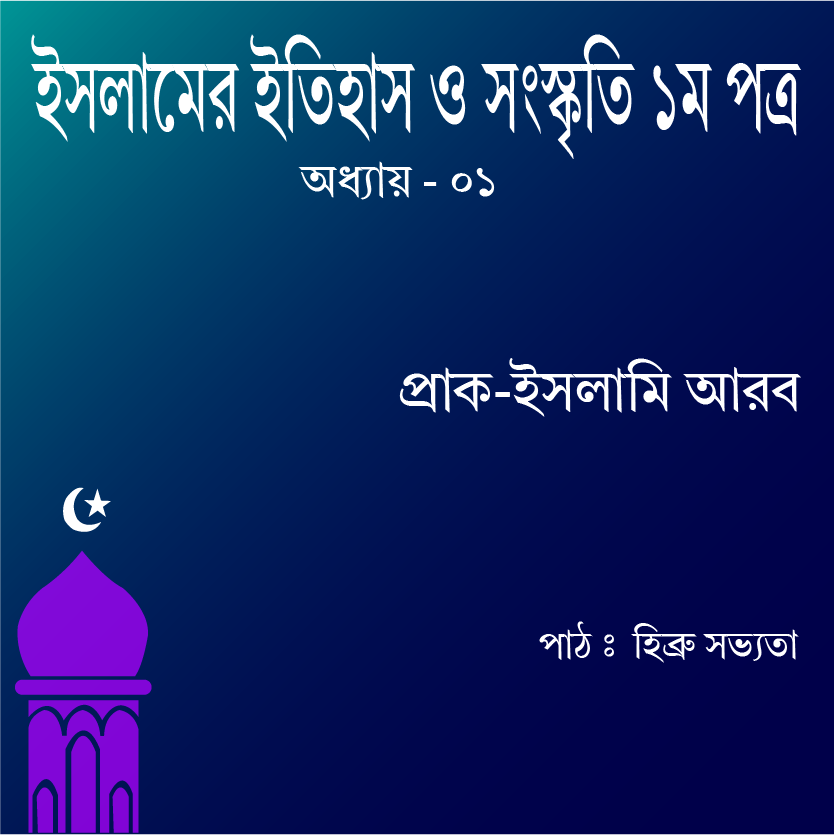 ইসলামের ইতিহাস ও সংস্কৃতি ১ম পত্র
অধ্যায় - ০১
প্রাক-ইসলামি আরব
পাঠ ঃ হিব্রু সভ্যতা